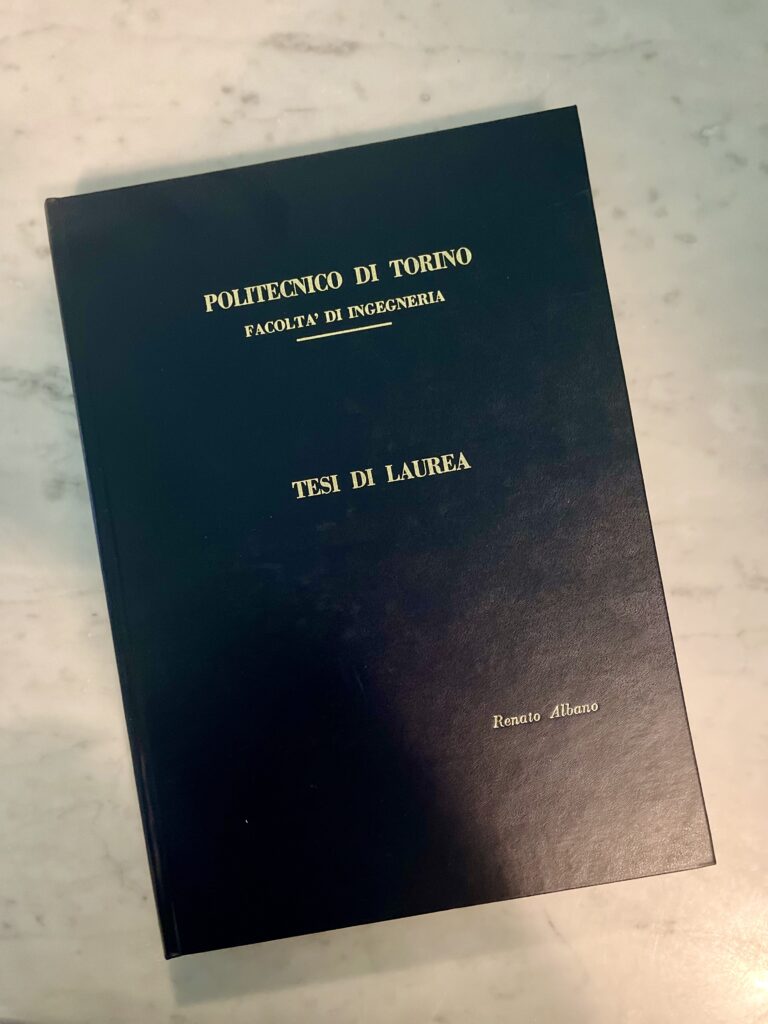 POLITECNICO DI TORINO
FACOLTA' DI INGEGNERIA
TESI DI LAUREA
Renato Albano